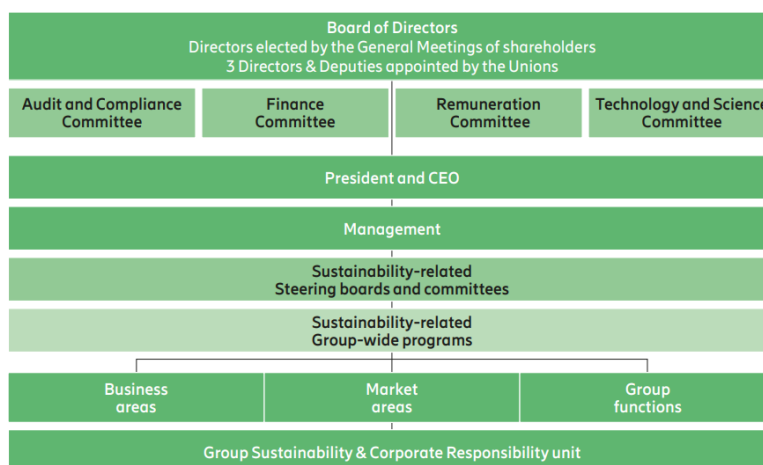 Board of Directors
Directors elected by the General Meetings of shareholders
3 Directors & Deputies appointed by the Unions
Audit and Compliance
Committee
Finance
Committee
Remuneration
Committee
Technology and Science
Committee
President and CEO
Management
Sustainability-related
Steering boards and committees
Sustainability-related
Group-wide programs
Business
areas
Market
areas
Group
functions
Group Sustainability & Corporate Responsibility unit